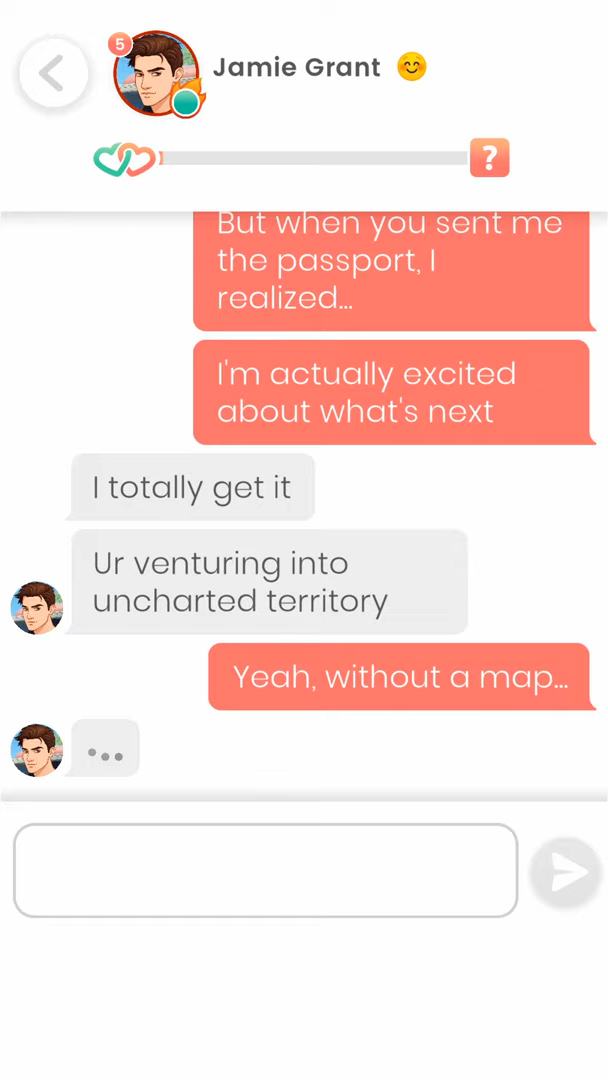 5
Jamie Grant
?
But when you sent me
the passport, I
realized...
I'm actually excited
about what's next
I totally get it
Ur venturing into
uncharted territory
Yeah, without a map...